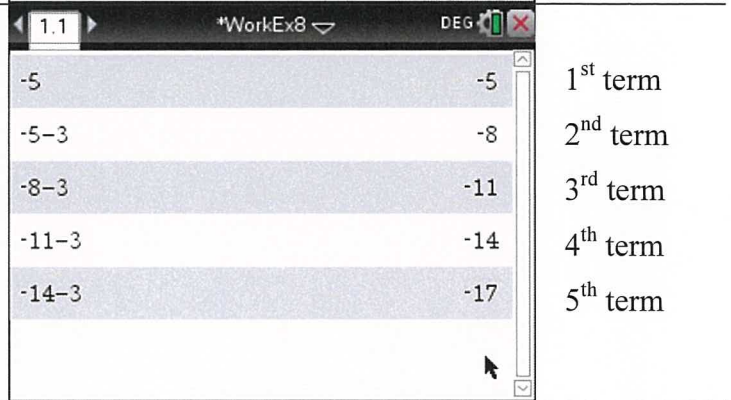 1.1 *WorkEx8 DEG
-5 -5 1st term
-5–3 -8 2nd term
-8–3 -11 3rd term
-11–3 -14 4th term
-14–3 -17 5th term